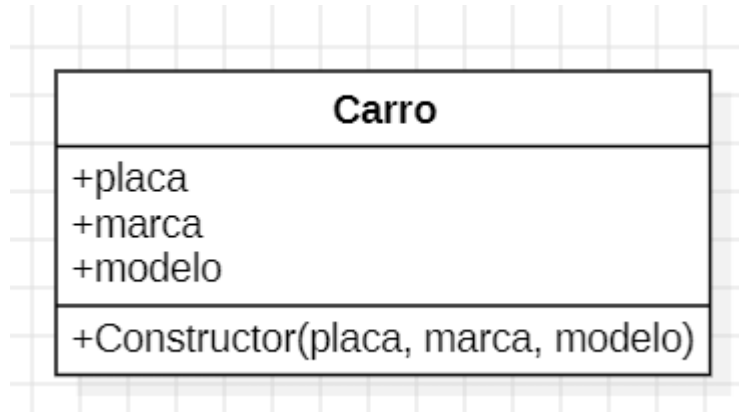 Carro
+placa
+marca
+modelo
+Constructor(placa, marca, modelo)